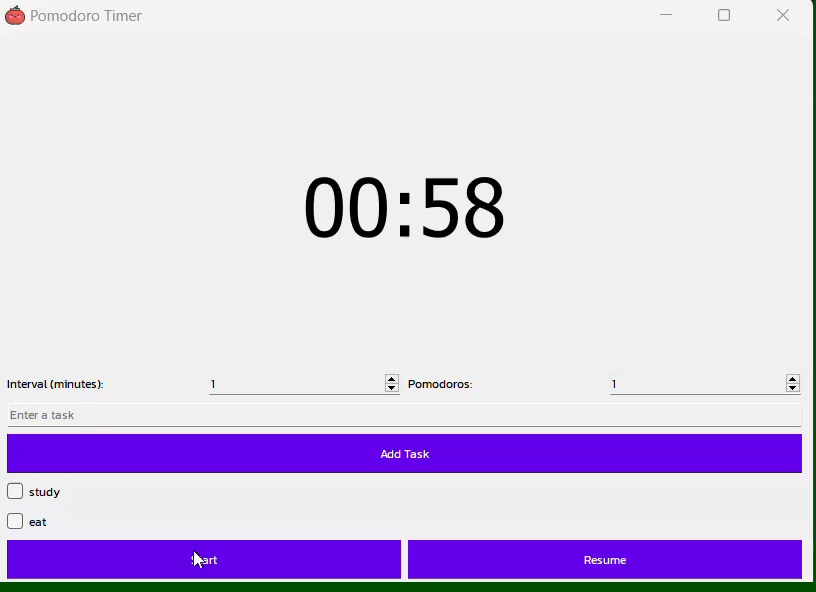 Pomodoro Timer
00:58
Interval (minutes): 1 Pomodoros: 1
Enter a task
Add Task
study
eat
Resume